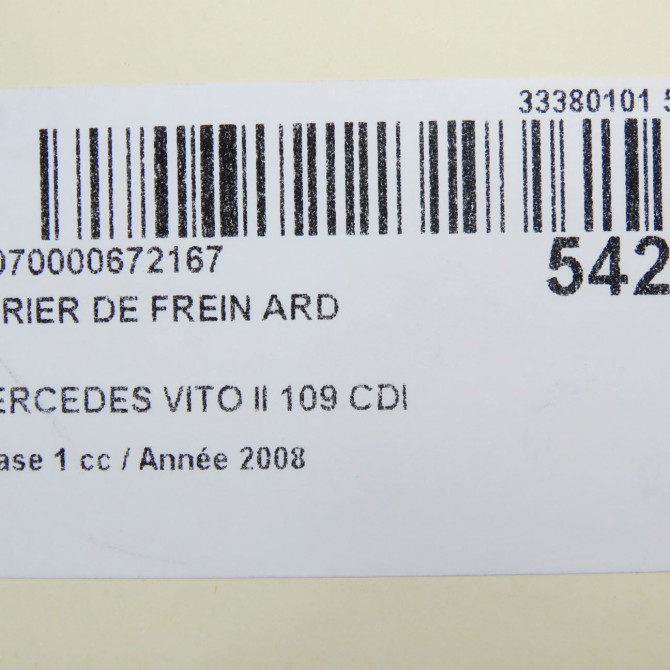 33380101 5
070000672167
542
RIER DE FREIN ARD
ERCEDES VITO II 109 CDI
ase 1 cc / Année 2008